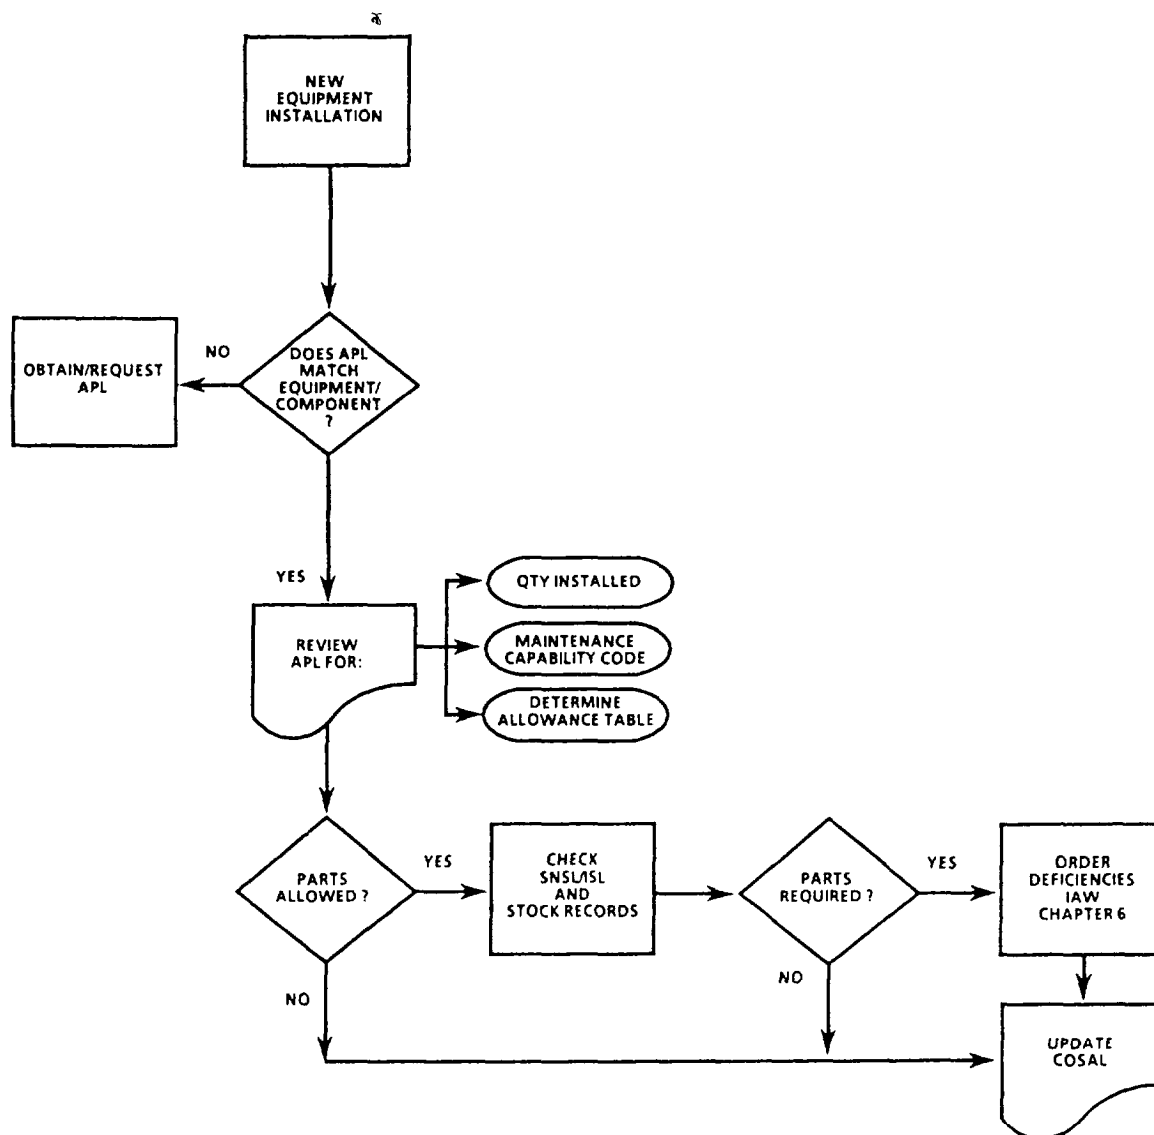 NEW
EQUIPMENT
INSTALLATION
OBTAIN/REQUEST
APL
NO
DOES APL
MATCH
EQUIPMENT/
COMPONENT
?
YES
REVIEW
APL FOR:
QTY INSTALLED
MAINTENANCE
CAPABILITY CODE
DETERMINE
ALLOWANCE TABLE
PARTS
ALLOWED ?
YES
CHECK
SNSL/ISL
AND
STOCK RECORDS
PARTS
REQUIRED ?
YES
ORDER
DEFICIENCIES
IAW
CHAPTER 6
NO
NO
UPDATE
COSAL